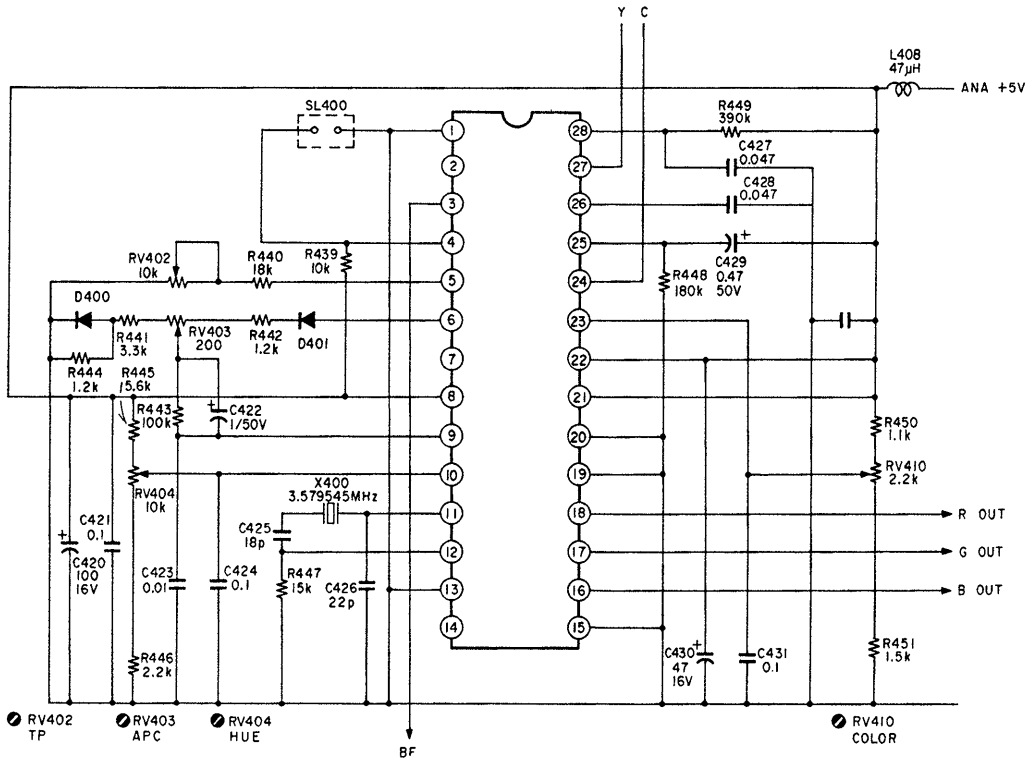 Y C
L408
47µH
ANA +5V
SL400
R449
390k
C427
0.047
C428
0.047
1
2
3
4
5
6
7
8
9
10
11
12
13
14
28
27
26
25
24
23
22
21
20
19
18
17
16
15
RV402
10k
R440
18k
R439
10k
R448
180k
+
C429
0.47
50V
D400
R441
3.3k
RV403
200
R442
1.2k
D401
R444
1.2k
R445
5.6k
R443
100k
+
C422
1/50V
R450
1.1k
RV410
2.2k
RV404
10k
X400
3.579545MHz
C425
18p
R OUT
G OUT
B OUT
+
C420
100
16V
C421
0.1
C423
0.01
C424
0.1
R447
15k
C426
22p
R446
2.2k
C430
47
16V
+
C431
0.1
R451
1.5k
RV402
TP
RV403
APC
RV404
HUE
BF
RV410
COLOR